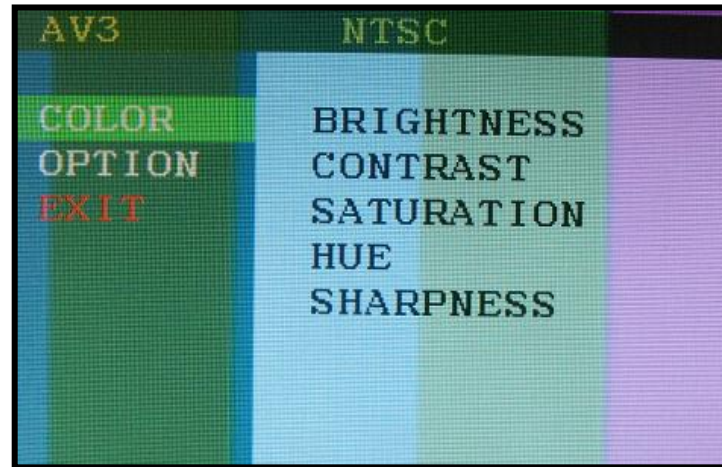 AV3 NTSC
COLOR
OPTION
EXIT
BRIGHTNESS
CONTRAST
SATURATION
HUE
SHARPNESS